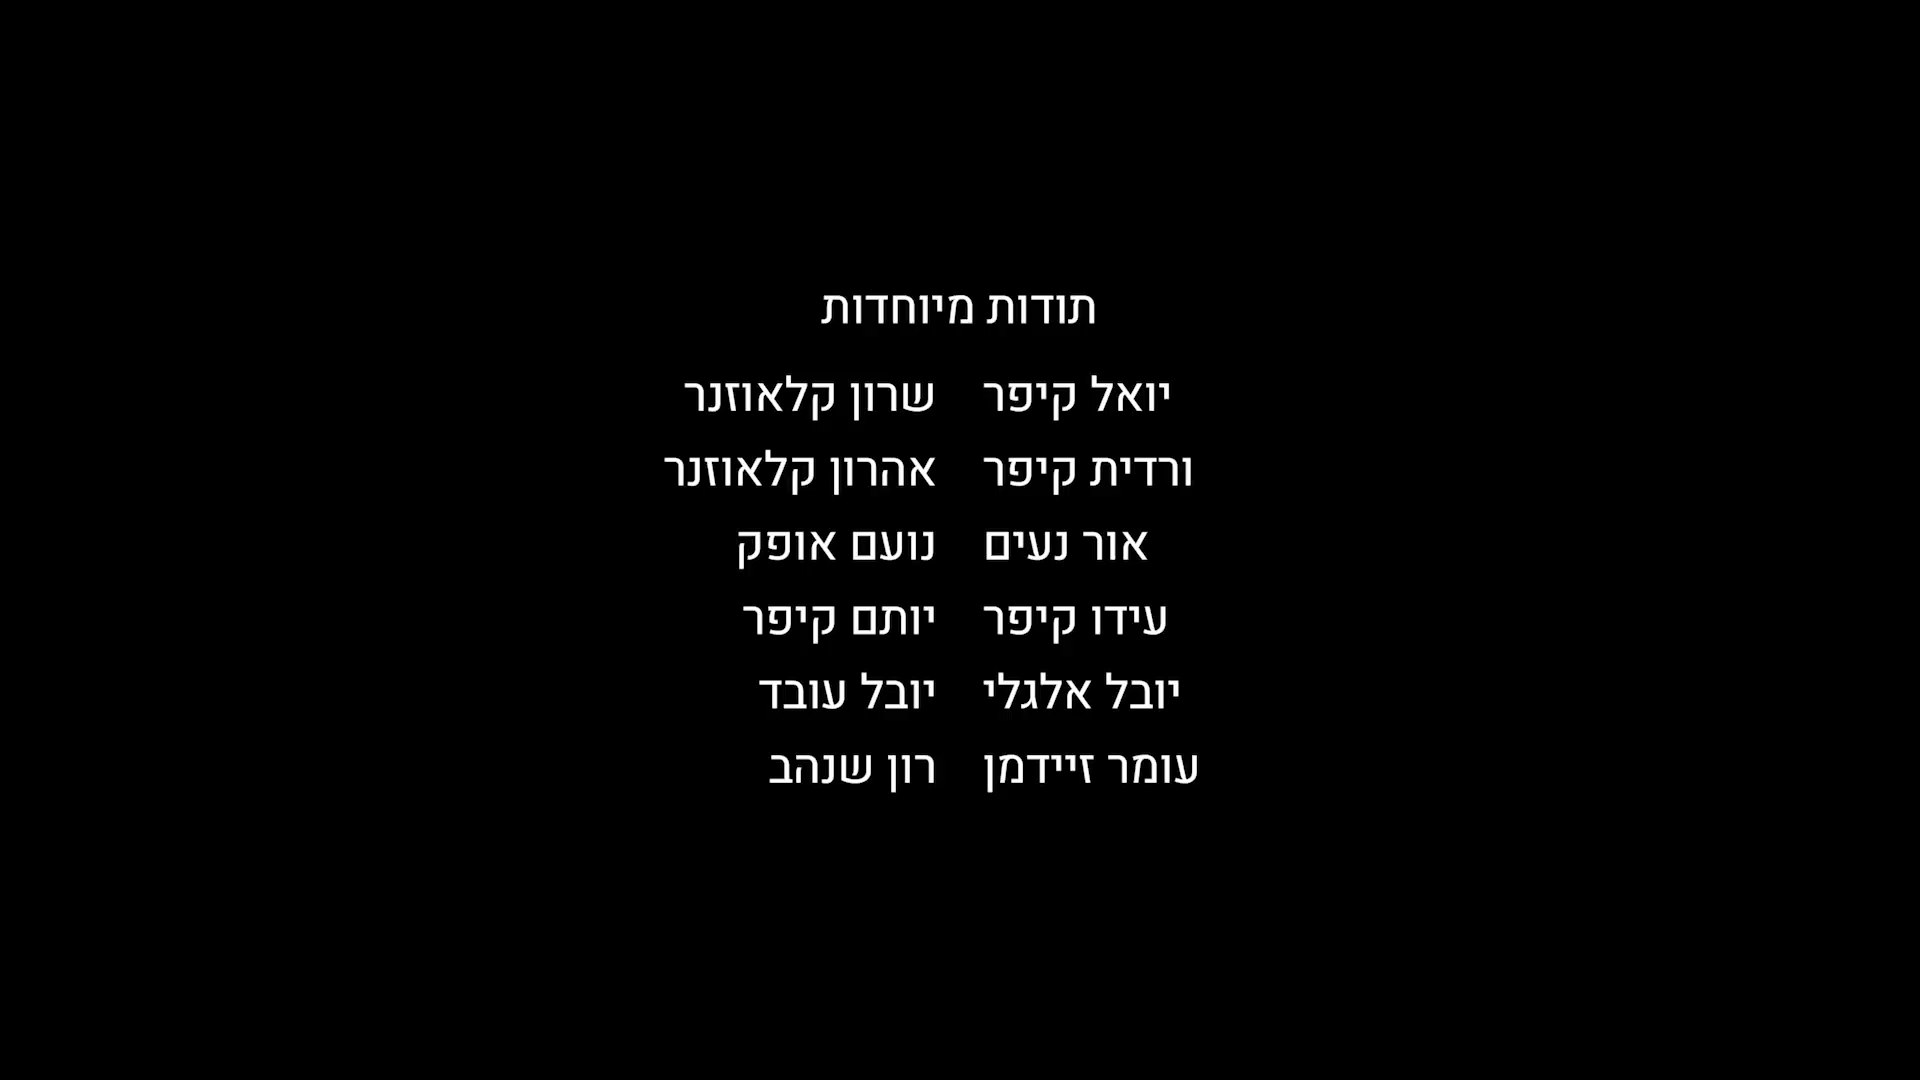 תודות מיוחדות
יואל קיפר שרון קלאוזנר
ורדית קיפר אהרון קלאוזנר
אור נעים נועם אופק
עידו קיפר יותם קיפר
יובל אלגלי יובל עובד
עומר זיידמן רון שנהב